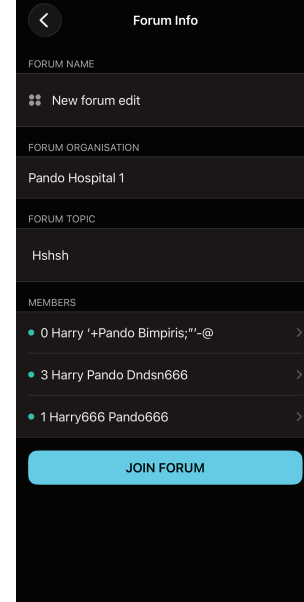 Forum Info
FORUM NAME
New forum edit
FORUM ORGANISATION
Pando Hospital 1
FORUM TOPIC
Hshsh
MEMBERS
0 Harry ‘+Pando Bimpiris;”’-@
3 Harry Pando Dndsn666
1 Harry666 Pando666
JOIN FORUM